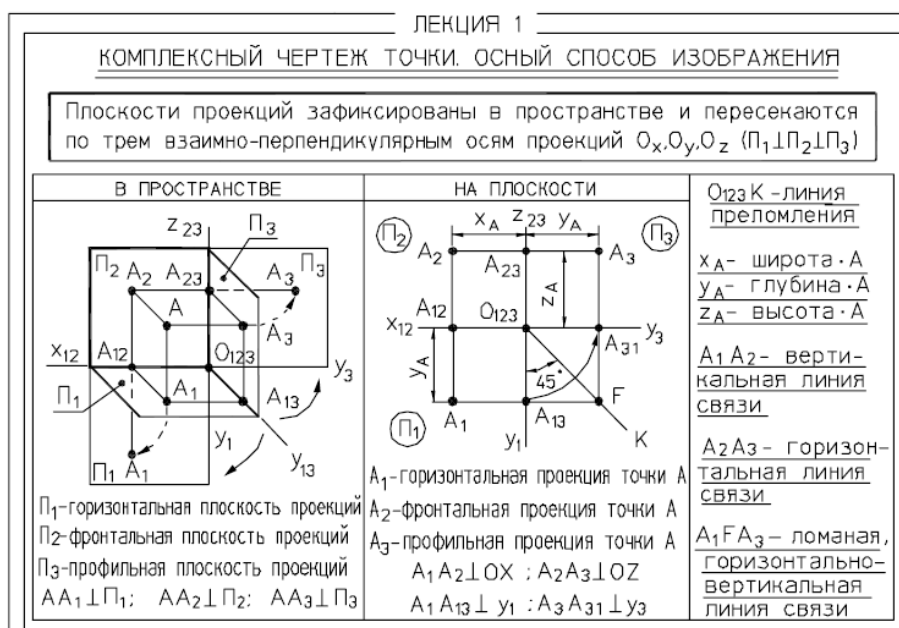 ЛЕКЦИЯ 1
КОМПЛЕКСНЫЙ ЧЕРТЕЖ ТОЧКИ. ОСНЫЙ СПОСОБ ИЗОБРАЖЕНИЯ
Плоскости проекций зафиксированы в пространстве и пересекаются
по трем взаимно-перпендикулярным осям проекций Ox,Oy,Oz (П1⊥П2⊥П3)
В ПРОСТРАНСТВЕ
z23
П3
П2
A2
A23
A3
П3
A
A3
x12
A12
O123
y3
П1
A1
A13
y1
y13
П1
A1
П1-горизонтальная плоскость проекций
П2-фронтальная плоскость проекций
П3-профильная плоскость проекций
AA1⊥П1; AA2⊥П2; AA3⊥П3
НА ПЛОСКОСТИ
xA
z23
yA
П2
П3
A2
A23
A3
zA
A12
O123
x12
y3
yA
A31
45°
F
П1
A1
A13
y1
K
A1-горизонтальная проекция точки A
A2-фронтальная проекция точки A
A3-профильная проекция точки A
A1A2⊥OX ; A2A3⊥OZ
A1A13⊥y1 ; A3A31⊥y3
O123K-линия
преломления
xA- широта·A
yA- глубина·A
zA- высота·A
A1A2- верти-
кальная линия
связи
A2A3- горизон-
тальная линия
связи
A1FA3- ломаная,
горизонтально-
вертикальная
линия связи